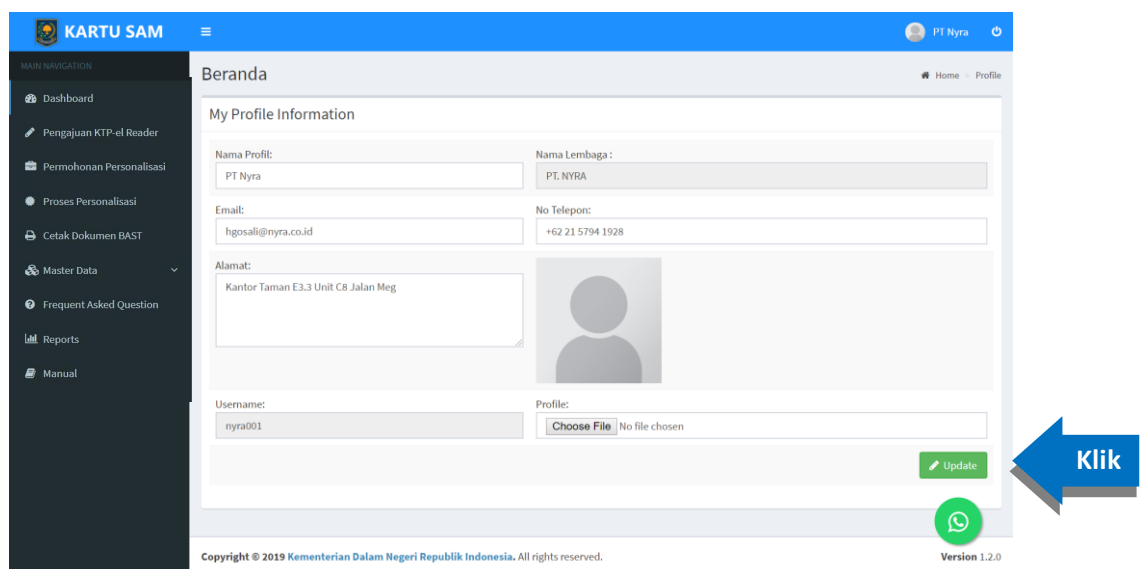 KARTU SAM
PT Nyra
MAIN NAVIGATION
Dashboard
Pengajuan KTP-el Reader
Permohonan Personalisasi
Proses Personalisasi
Cetak Dokumen BAST
Master Data
Frequent Asked Question
Reports
Manual
Beranda
Home > Profile
My Profile Information
Nama Profil:
PT Nyra
Nama Lembaga :
PT. NYRA
Email:
hgosali@nyra.co.id
No Telepon:
+62 21 5794 1928
Alamat:
Kantor Taman E3.3 Unit C8 Jalan Meg
Username:
nyra001
Profile:
Choose File No file chosen
Update
Klik
Copyright © 2019 Kementerian Dalam Negeri Republik Indonesia. All rights reserved.
Version 1.2.0